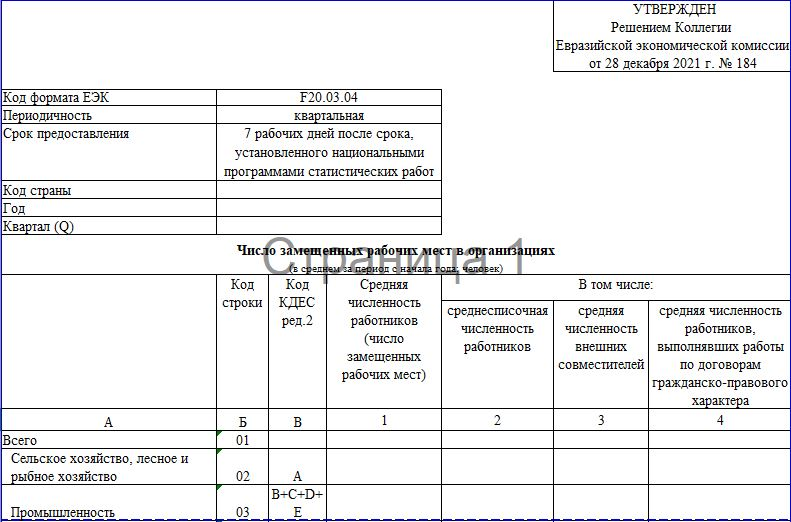 УТВЕРЖДЕН
Решением Коллегии
Евразийской экономической комиссии
от 28 декабря 2021 г. № 184
Код формата ЕЭК F20.03.04
Периодичность квартальная
Срок предоставления 7 рабочих дней после срока,
установленного национальными
программами статистических работ
Код страны
Год
Квартал (Q)
Страница 1
Число замещенных рабочих мест в организациях
(в среднем за период с начала года; человек)
Код
строки
Код
КДЕС
ред.2
Средняя
численность
работников
(число
замещенных
рабочих мест)
В том числе:
среднесписочная
численность
работников
средняя
численность
внешних
совместителей
средняя численность
работников,
выполнявших работы
по договорам
гражданско-правового
характера
А Б В 1 2 3 4
Всего 01
Сельское хозяйство, лесное и
рыбное хозяйство 02 A
Промышленность 03 B+C+D+
E